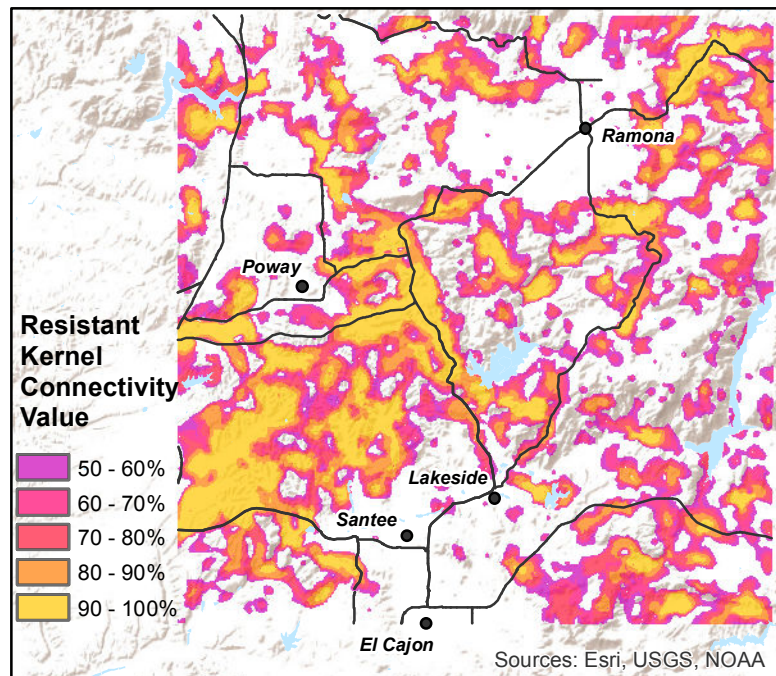 Ramona
Poway
Resistant
Kernel
Connectivity
Value
50 - 60%
60 - 70%
70 - 80%
80 - 90%
90 - 100%
Lakeside
Santee
El Cajon
Sources: Esri, USGS, NOAA